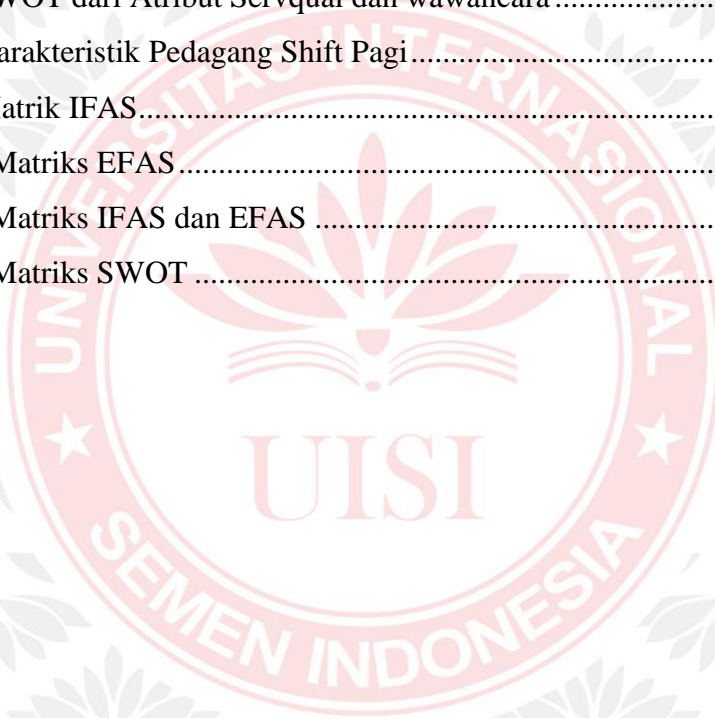 WOT dari Atribut Servqual dan wawancara.......................
arakteristik Pedagang Shift Pagi............................................
Matrik IFAS................................................................................
Matriks EFAS..........................................................................
Matriks IFAS dan EFAS .........................................................
Matriks SWOT .........................................................................
UNIVERSITAS INTERNASIONAL
UISI
SEMEN INDONESIA